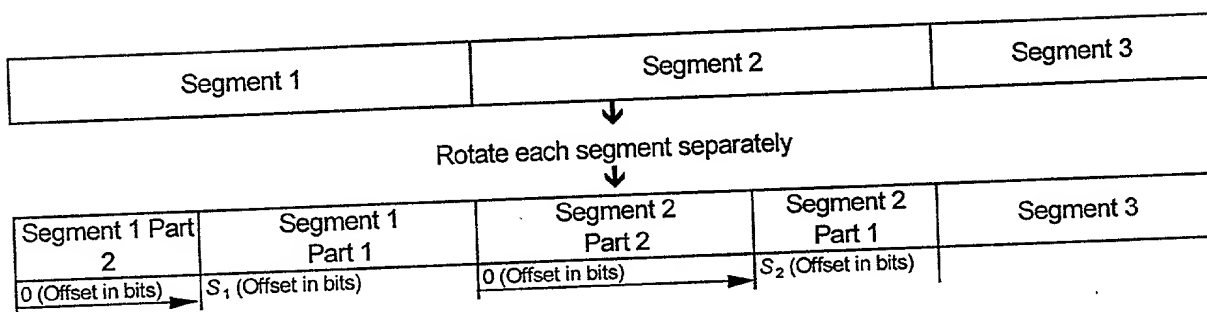 Segment 1
Segment 2
Segment 3
Rotate each segment separately
Segment 1 Part
2
Segment 1
Part 1
Segment 2
Part 2
Segment 2
Part 1
Segment 3
0 (Offset in bits)
S1 (Offset in bits)
0 (Offset in bits)
S2 (Offset in bits)